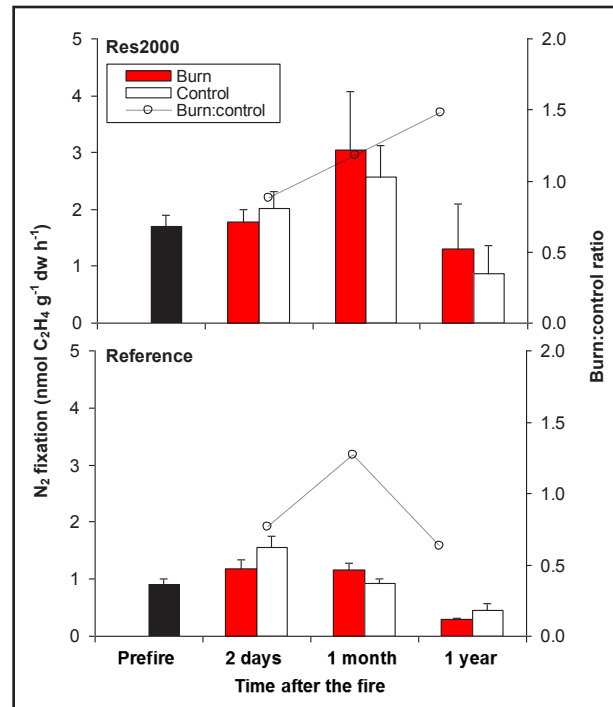 Res2000
Burn
Control
Burn:control
5
4
3
2
1
0
2.0
1.5
1.0
0.5
0.0
Reference
5
4
3
2
1
0
2.0
1.5
1.0
0.5
0.0
N₂ fixation (nmol C₂H₄ g⁻¹ dw h⁻¹)
Burn:control ratio
Prefire 2 days 1 month 1 year
Time after the fire